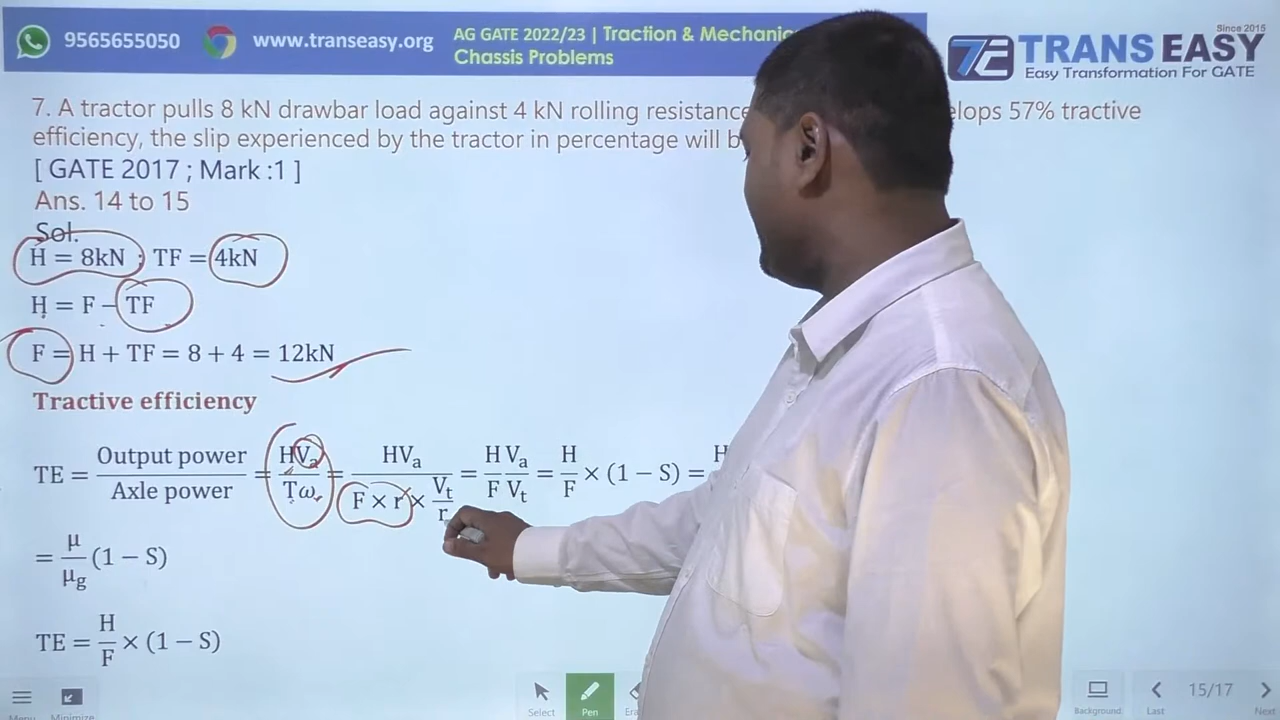 9565655050 www.transeasy.org AG GATE 2022/23 | Traction & Mechanic
Chassis Problems
Since 2015
TRANS EASY
Easy Transformation For GATE
7. A tractor pulls 8 kN drawbar load against 4 kN rolling resistance elops 57% tractive
efficiency, the slip experienced by the tractor in percentage will b
[ GATE 2017 ; Mark :1 ]
Ans. 14 to 15
Sol.
H = 8kN ; TF = 4kN
H = F − TF
F = H + TF = 8 + 4 = 12kN
Tractive efficiency
TE = Output power / Axle power = HVₐ / Tω = HVₐ / (F × r × Vₜ/r) = H Vₐ / F Vₜ = H/F × (1 − S) = H
= μ/μg (1 − S)
TE = H/F × (1 − S)
Menu Minimize Select Pen Era Background Last 15/17 Next